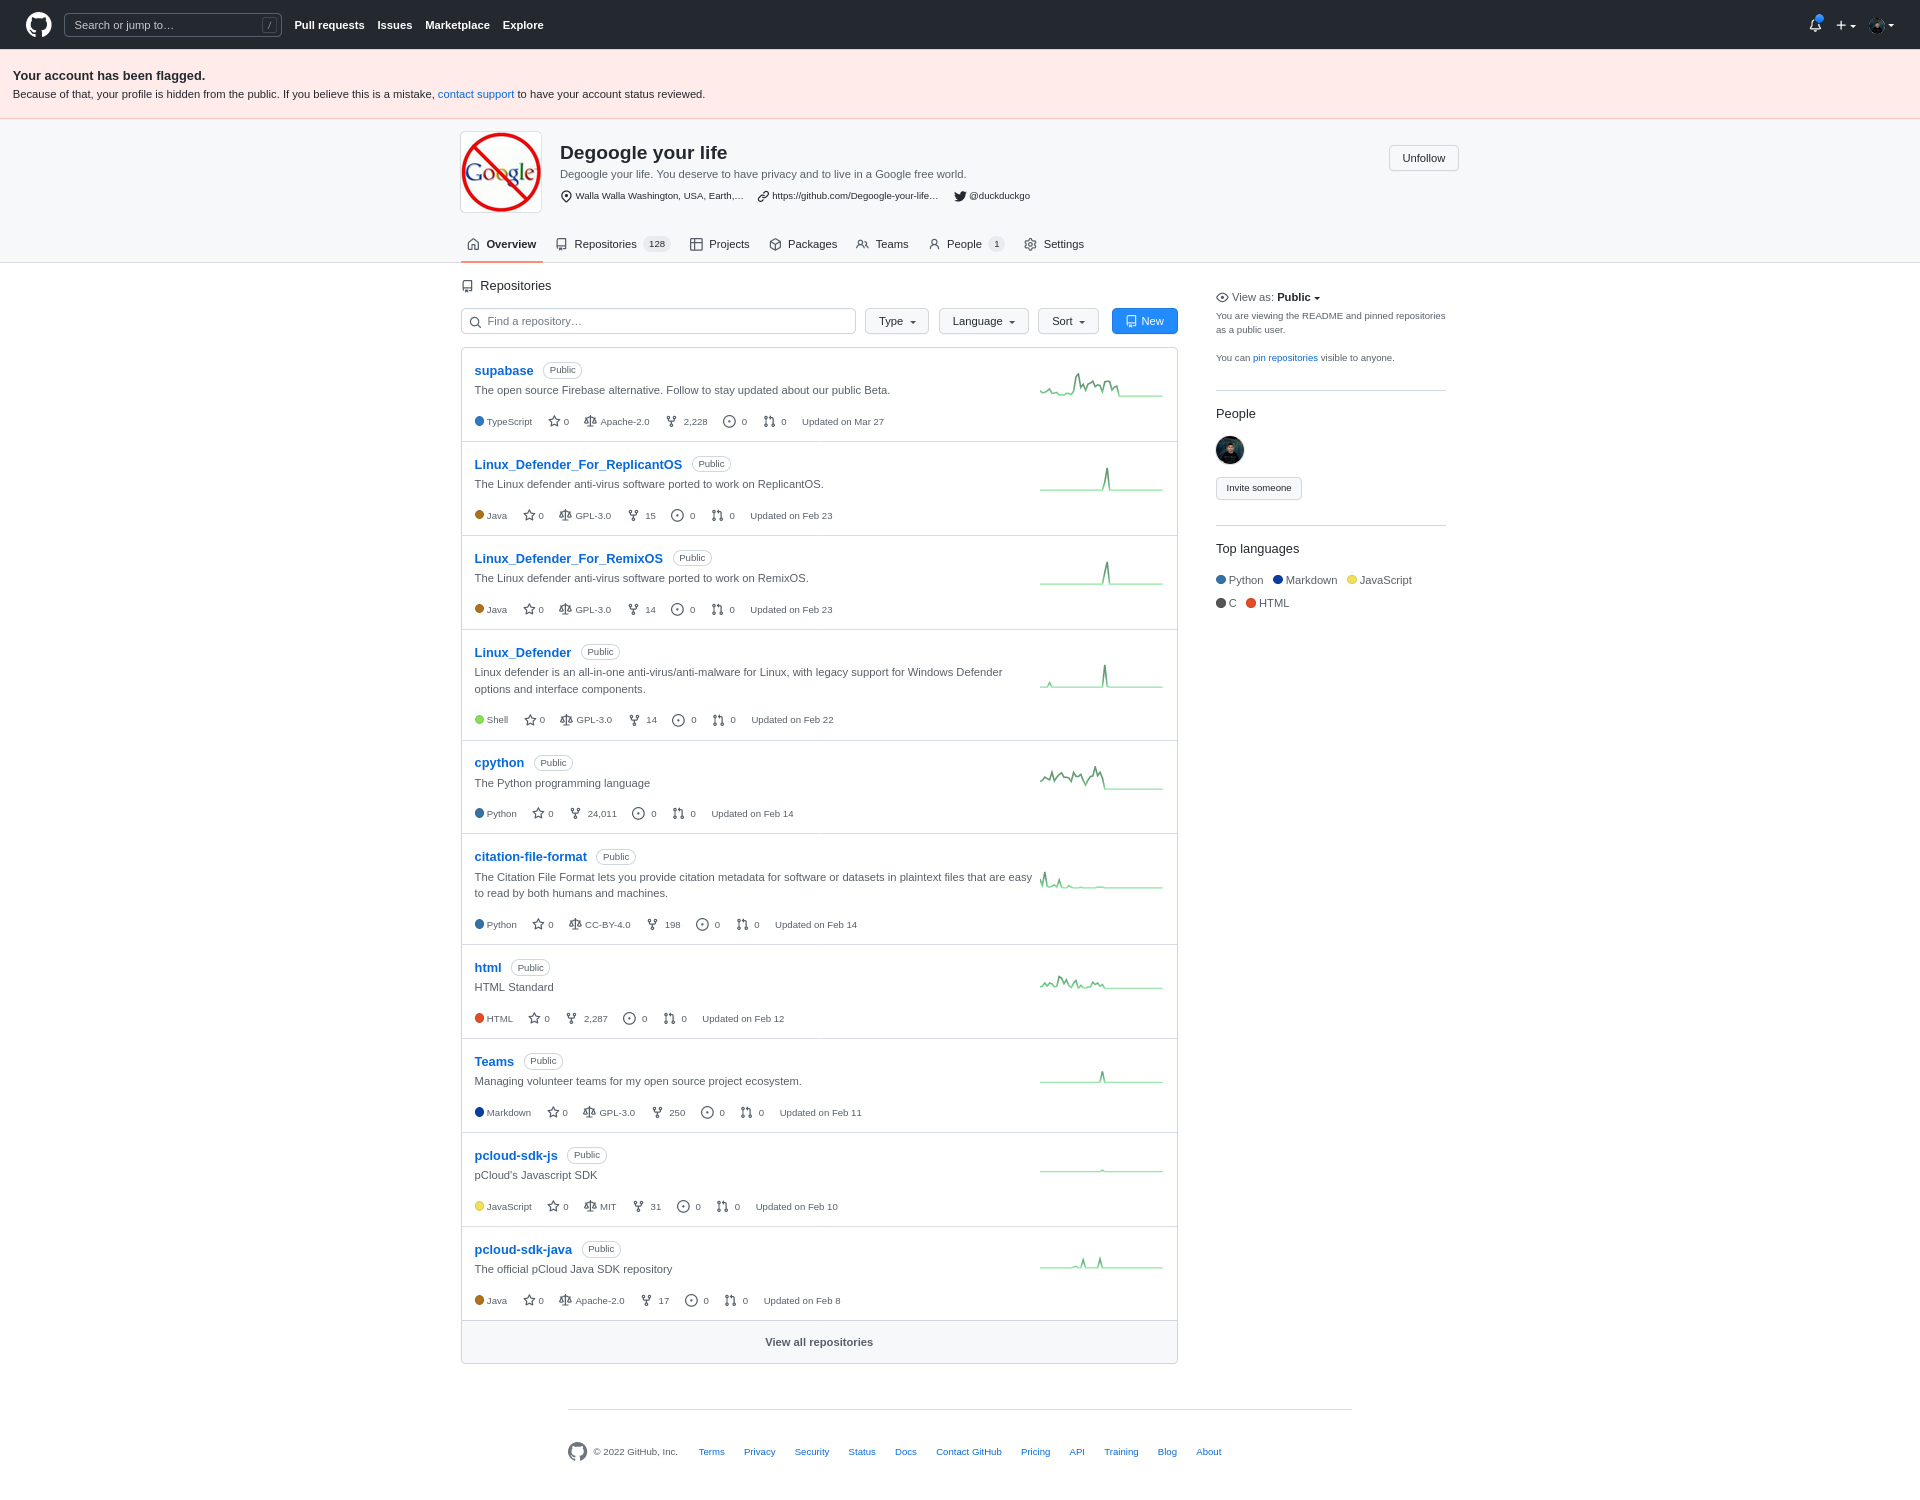 Search or jump to… /
Pull requests Issues Marketplace Explore
Your account has been flagged.
Because of that, your profile is hidden from the public. If you believe this is a mistake, contact support to have your account status reviewed.
Google
Degoogle your life
Unfollow
Degoogle your life. You deserve to have privacy and to live in a Google free world.
Walla Walla Washington, USA, Earth,… https://github.com/Degoogle-your-life… @duckduckgo
Overview Repositories 128 Projects Packages Teams People 1 Settings
Repositories
Find a repository… Type Language Sort New
supabase Public
The open source Firebase alternative. Follow to stay updated about our public Beta.
TypeScript 0 Apache-2.0 2,228 0 0 Updated on Mar 27
Linux_Defender_For_ReplicantOS Public
The Linux defender anti-virus software ported to work on ReplicantOS.
Java 0 GPL-3.0 15 0 0 Updated on Feb 23
Linux_Defender_For_RemixOS Public
The Linux defender anti-virus software ported to work on RemixOS.
Java 0 GPL-3.0 14 0 0 Updated on Feb 23
Linux_Defender Public
Linux defender is an all-in-one anti-virus/anti-malware for Linux, with legacy support for Windows Defender
options and interface components.
Shell 0 GPL-3.0 14 0 0 Updated on Feb 22
cpython Public
The Python programming language
Python 0 24,011 0 0 Updated on Feb 14
citation-file-format Public
The Citation File Format lets you provide citation metadata for software or datasets in plaintext files that are easy
to read by both humans and machines.
Python 0 CC-BY-4.0 198 0 0 Updated on Feb 14
html Public
HTML Standard
HTML 0 2,287 0 0 Updated on Feb 12
Teams Public
Managing volunteer teams for my open source project ecosystem.
Markdown 0 GPL-3.0 250 0 0 Updated on Feb 11
pcloud-sdk-js Public
pCloud's Javascript SDK
JavaScript 0 MIT 31 0 0 Updated on Feb 10
pcloud-sdk-java Public
The official pCloud Java SDK repository
Java 0 Apache-2.0 17 0 0 Updated on Feb 8
View all repositories
View as: Public
You are viewing the README and pinned repositories
as a public user.
You can pin repositories visible to anyone.
People
Invite someone
Top languages
Python Markdown JavaScript
C HTML
© 2022 GitHub, Inc. Terms Privacy Security Status Docs Contact GitHub Pricing API Training Blog About